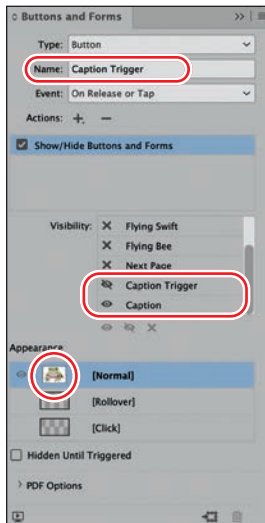 Buttons and Forms
Type: Button
Name: Caption Trigger
Event: On Release or Tap
Actions: + −
Show/Hide Buttons and Forms
Visibility: Flying Swift
Flying Bee
Next Page
Caption Trigger
Caption
Appearance
[Normal]
[Rollover]
[Click]
Hidden Until Triggered
PDF Options